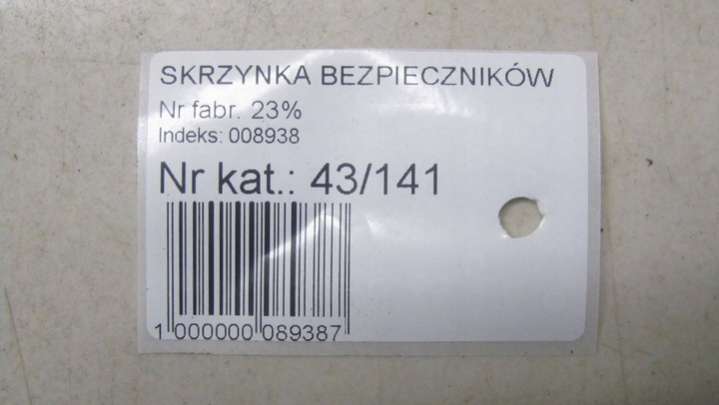 SKRZYNKA BEZPIECZNIKÓW
Nr fabr. 23%
Indeks: 008938
Nr kat.: 43/141
1 000000 089387